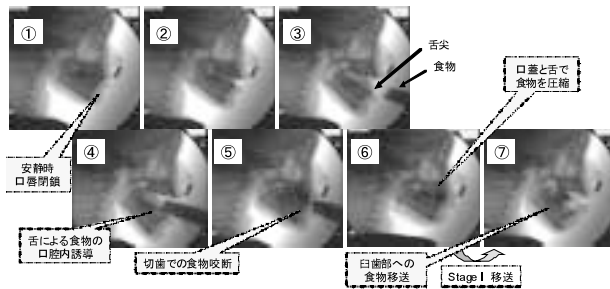 ①
②
③
舌尖
食物
口蓋と舌で
食物を圧縮
④
⑤
⑥
⑦
安静時
口唇閉鎖
舌による食物の
口腔内誘導
切歯での食物咬断
臼歯部への
食物移送
Stage I 移送